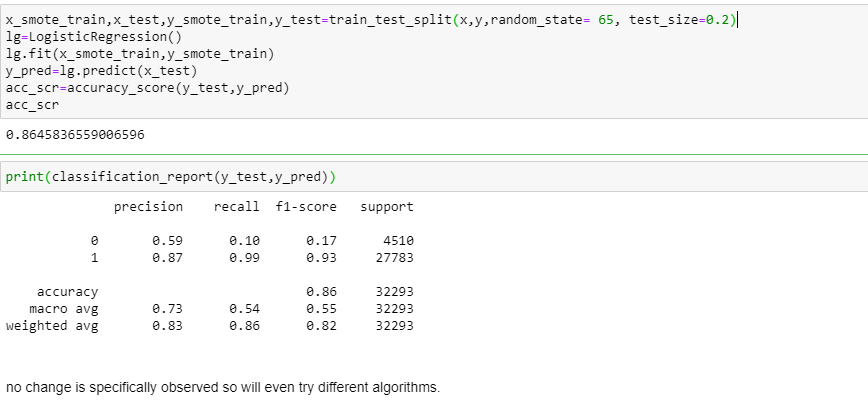 x_smote_train,x_test,y_smote_train,y_test=train_test_split(x,y,random_state= 65, test_size=0.2)
lg=LogisticRegression()
lg.fit(x_smote_train,y_smote_train)
y_pred=lg.predict(x_test)
acc_scr=accuracy_score(y_test,y_pred)
acc_scr
0.8645836559006596
print(classification_report(y_test,y_pred))
precision recall f1-score support
0 0.59 0.10 0.17 4510
1 0.87 0.99 0.93 27783
accuracy 0.86 32293
macro avg 0.73 0.54 0.55 32293
weighted avg 0.83 0.86 0.82 32293
no change is specifically observed so will even try different algorithms.